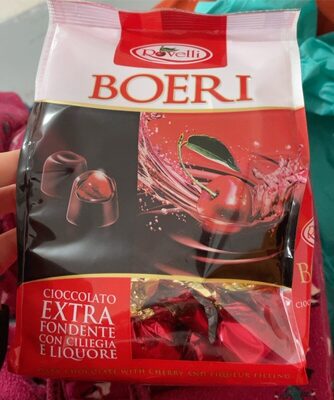 Rovelli
BOERI
CIOCCOLATO
EXTRA
FONDENTE
CON CILIEGIA
E LIQUORE
DARK CHOCOLATE WITH CHERRY AND LIQUEUR FILLING